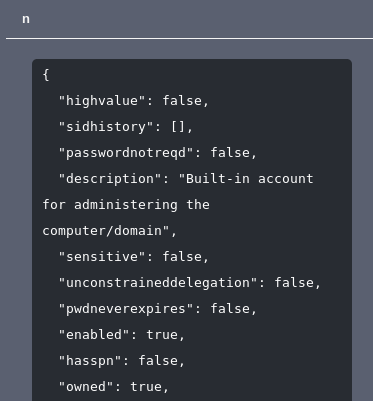 n
{
"highvalue": false,
"sidhistory": [],
"passwordnotreqd": false,
"description": "Built-in account
for administering the
computer/domain",
"sensitive": false,
"unconstraineddelegation": false,
"pwdneverexpires": false,
"enabled": true,
"hasspn": false,
"owned": true,